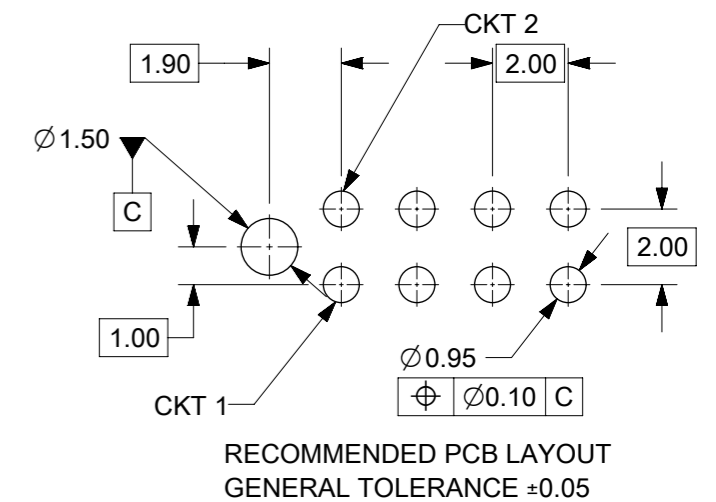 CKT 2
1.90
2.00
∅1.50
C
2.00
1.00
∅0.95
⌖ ∅0.10 C
CKT 1
RECOMMENDED PCB LAYOUT
GENERAL TOLERANCE ±0.05